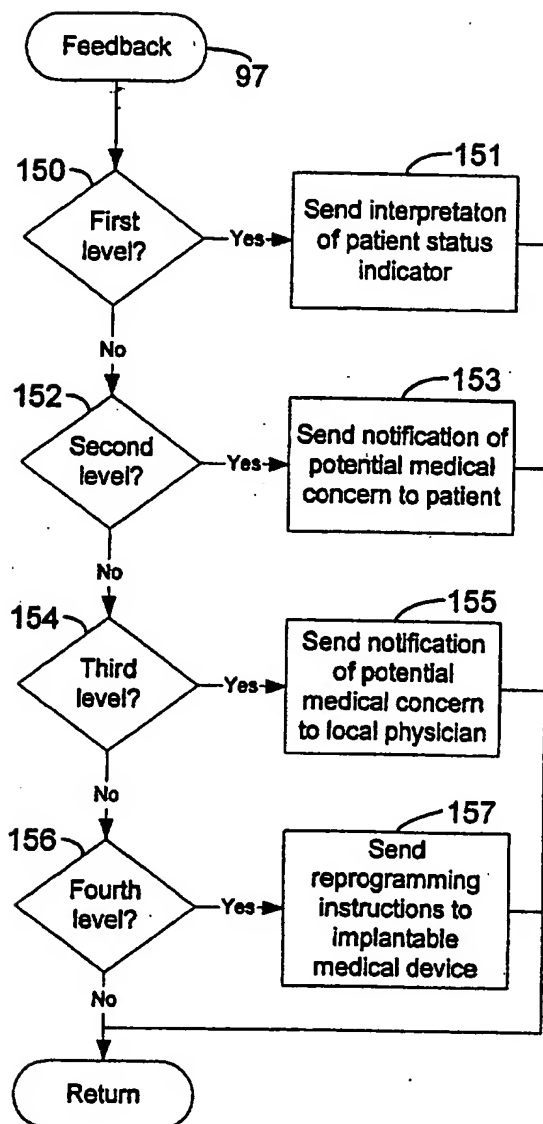 Feedback
97
150
151
First
level?
Yes
Send interpretaton
of patient status
indicator
No
152
153
Second
level?
Yes
Send notification of
potential medical
concern to patient
No
154
155
Third
level?
Yes
Send notification
of potential
medical concern
to local physician
No
156
157
Fourth
level?
Yes
Send
reprogramming
instructions to
implantable
medical device
No
Return